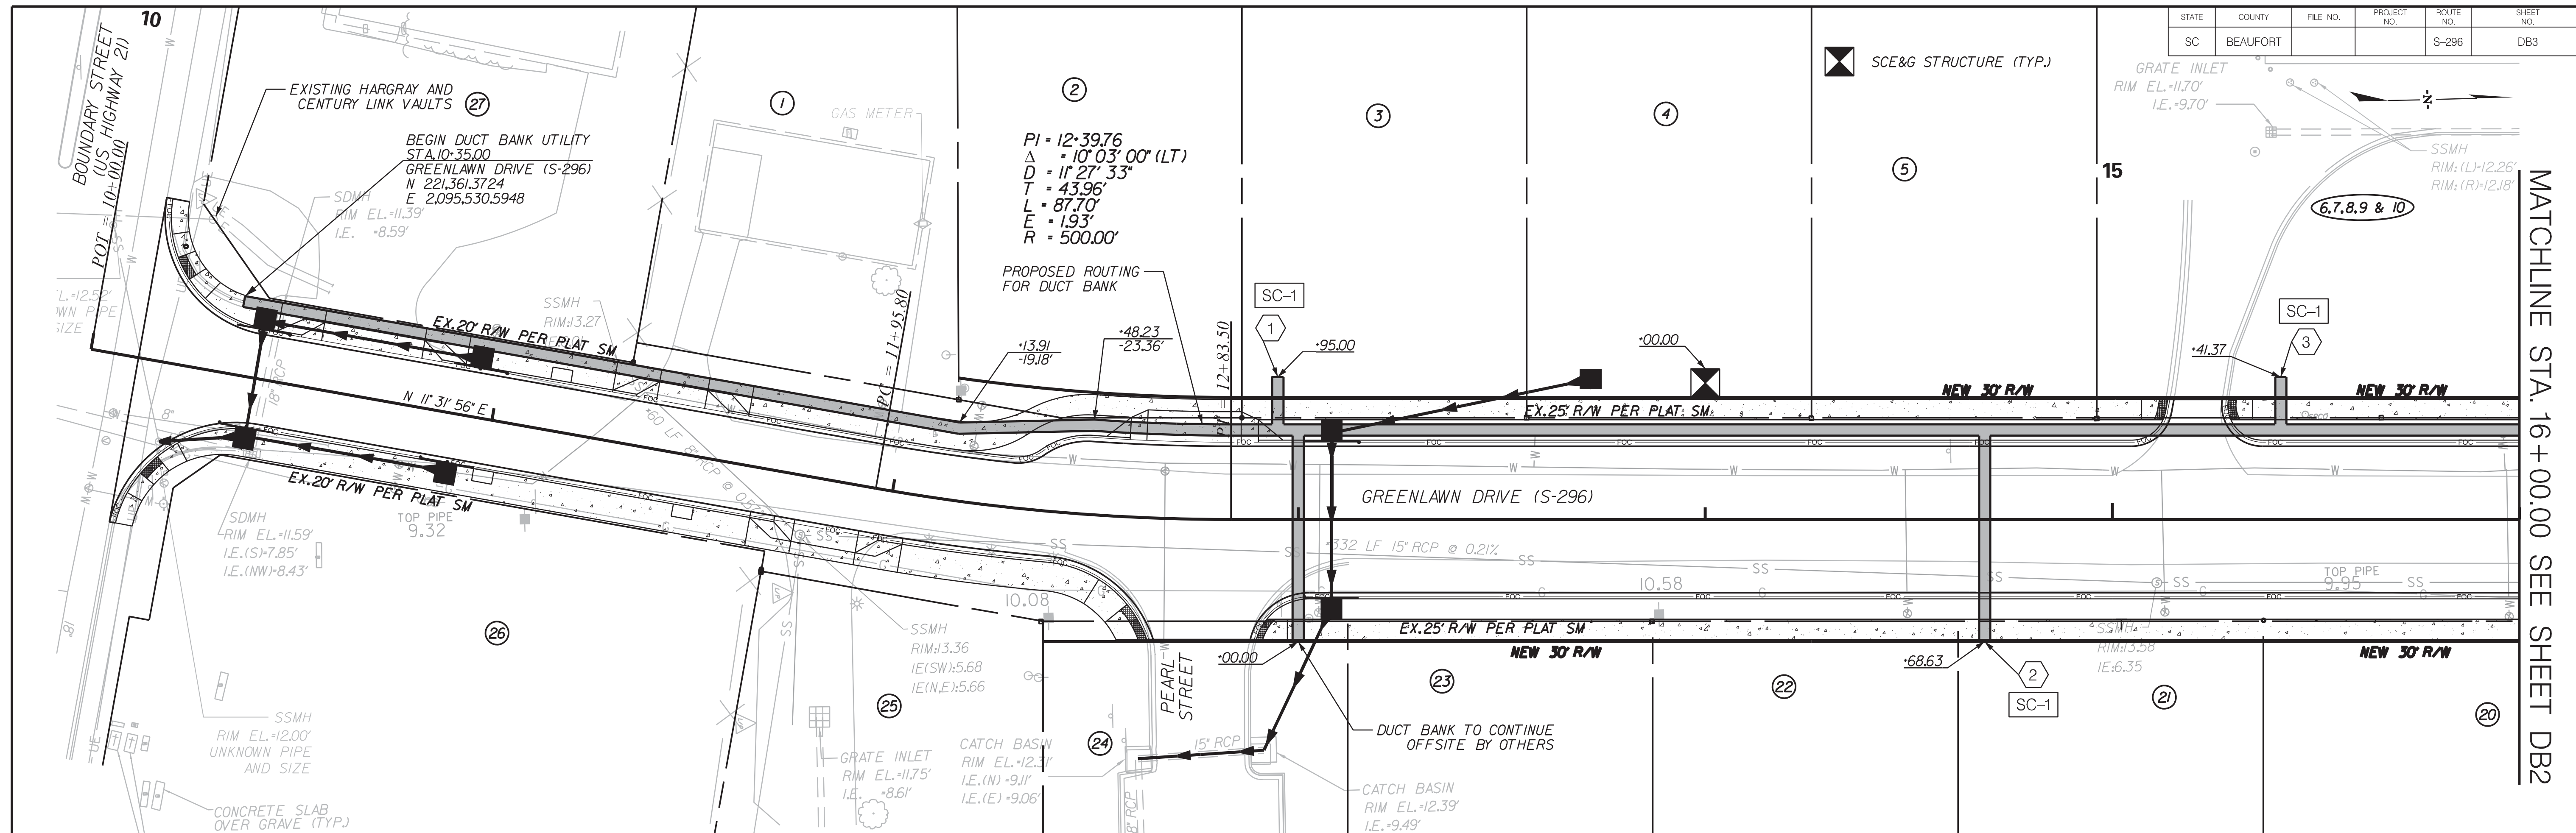 10
BOUNDARY STREET
(US HIGHWAY 21)
POT = 10+00.00
EXISTING HARGRAY AND
CENTURY LINK VAULTS
27
BEGIN DUCT BANK UTILITY
STA.10+35.00
GREENLAWN DRIVE (S-296)
N 221,361.3724
E 2,095,530.5948
SDMH
RIM EL.=11.39'
I.E. =8.59'
SSMH
RIM:13.27
1
GAS METER
2
PI = 12+39.76
Δ = 10° 03' 00" (LT)
D = 11° 27' 33"
T = 43.96'
L = 87.70'
E = 1.93'
R = 500.00'
PROPOSED ROUTING
FOR DUCT BANK
3
4
5
SCE&G STRUCTURE (TYP.)
STATE COUNTY FILE NO. PROJECT NO. ROUTE NO. SHEET NO.
SC BEAUFORT S-296 DB3
GRATE INLET
RIM EL.=11.70'
I.E.=9.70'
N
SSMH
RIM: (L)=12.26'
RIM: (R)=12.18'
15
6,7,8,9 & 10
MATCHLINE STA. 16+00.00 SEE SHEET DB2
EX.20' R/W PER PLAT SM
PC = 11+95.80
+13.91
-19.18'
+48.23
-23.36'
12+83.50
SC-1
1
+95.00
+00.00
SC-1
3
+41.37
NEW 30' R/W
NEW 30' R/W
EX.25' R/W PER PLAT SM
N 11° 31' 56" E
18" RCP
+60 LF 8" RCP @ 0.57%
GREENLAWN DRIVE (S-296)
EX.20' R/W PER PLAT SM
TOP PIPE
9.32
SDMH
RIM EL.=11.59'
I.E.(S)=7.85'
I.E.(NW)=8.43'
=332 LF 15" RCP @ 0.21%
10.58
TOP PIPE
9.95
10.08
SSMH
RIM:13.36
IE(SW):5.68
IE(N,E):5.66
EX.25' R/W PER PLAT SM
NEW 30' R/W
NEW 30' R/W
SSMH
RIM:13.58
IE:6.35
+00.00
+68.63
2
SC-1
PEARL
STREET
26
25
24
23
22
21
20
SSMH
RIM EL.=12.00'
UNKNOWN PIPE
AND SIZE
CONCRETE SLAB
OVER GRAVE (TYP.)
GRATE INLET
RIM EL.=11.75'
I.E. =8.61'
CATCH BASIN
RIM EL.=12.31'
I.E.(N) =9.11'
I.E.(E) =9.06'
15" RCP
DUCT BANK TO CONTINUE
OFFSITE BY OTHERS
CATCH BASIN
RIM EL.=12.39'
I.E.=9.49'